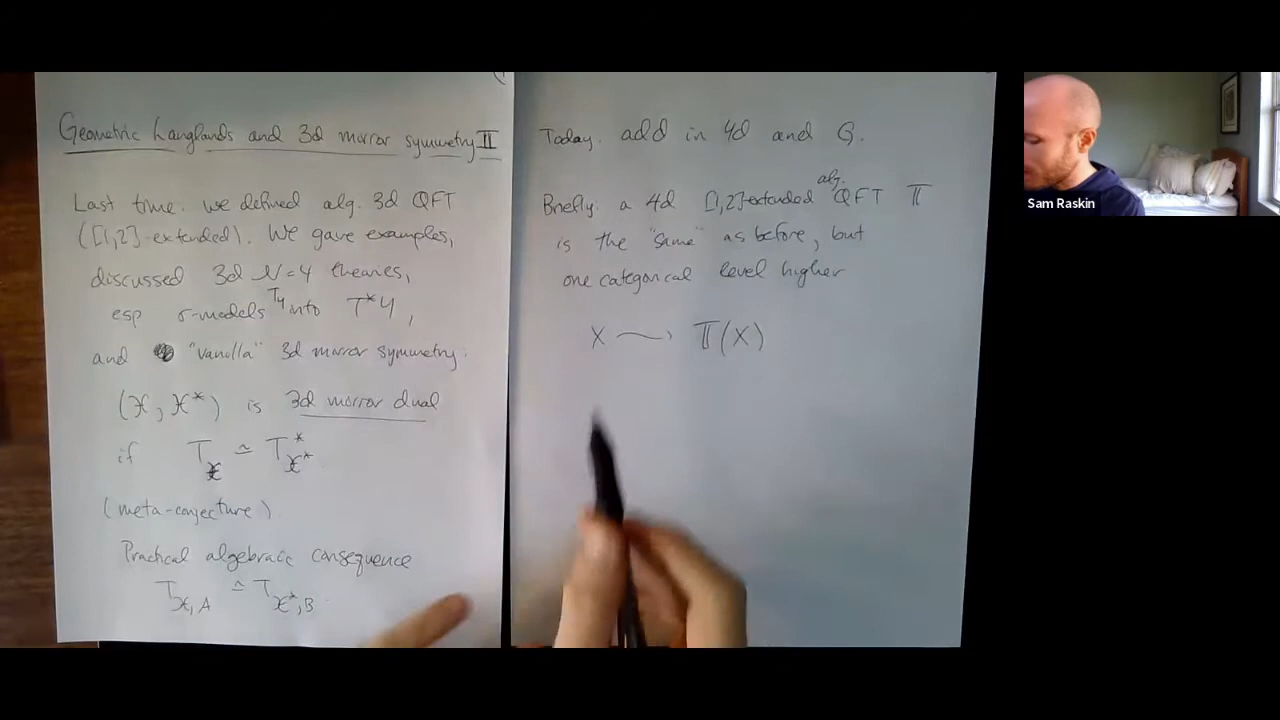 Geometric Langlands and 3d mirror symmetry II
Last time. we defined alg. 3d QFT
([1,2]-extended). We gave examples,
discussed 3d N=4 theories,
esp σ-models T_Y into T*Y,
and "vanilla" 3d mirror symmetry.
(X, X*) is 3d mirror dual
if T_X ≃ T*_X*
(meta-conjecture)
Practical algebraic consequence
T_X,A ≃ T_X*,B
Today. add in 4d and G.
Briefly. a 4d [1,2]-extended alg. QFT 𝕋
is the "same" as before, but
one categorical level higher
X ⇝ 𝕋(X)
Sam Raskin